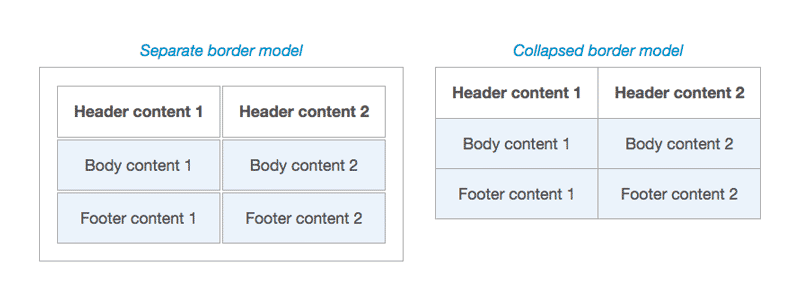 Separate border model
Header content 1 Header content 2
Body content 1 Body content 2
Footer content 1 Footer content 2
Collapsed border model
Header content 1 Header content 2
Body content 1 Body content 2
Footer content 1 Footer content 2